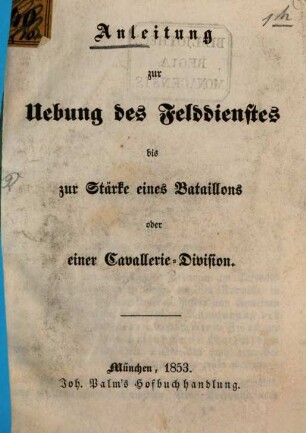 Anleitung
zur
Uebung des Felddienstes
bis
zur Stärke eines Bataillons
oder
einer Cavallerie-Division.
München, 1853.
Joh. Palm's Hofbuchhandlung.